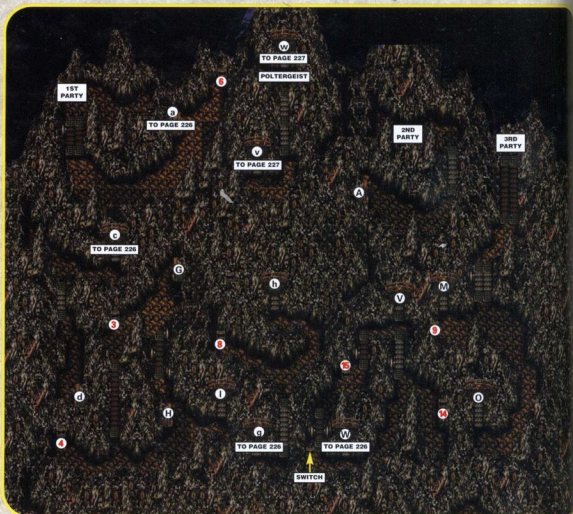 w
TO PAGE 227
POLTERGEIST
6
1ST
PARTY
a
TO PAGE 226
2ND
PARTY
3RD
PARTY
v
TO PAGE 227
A
c
TO PAGE 226
G
h
V
M
3
8
9
15
d
H
I
O
14
4
g
TO PAGE 226
W
TO PAGE 226
SWITCH